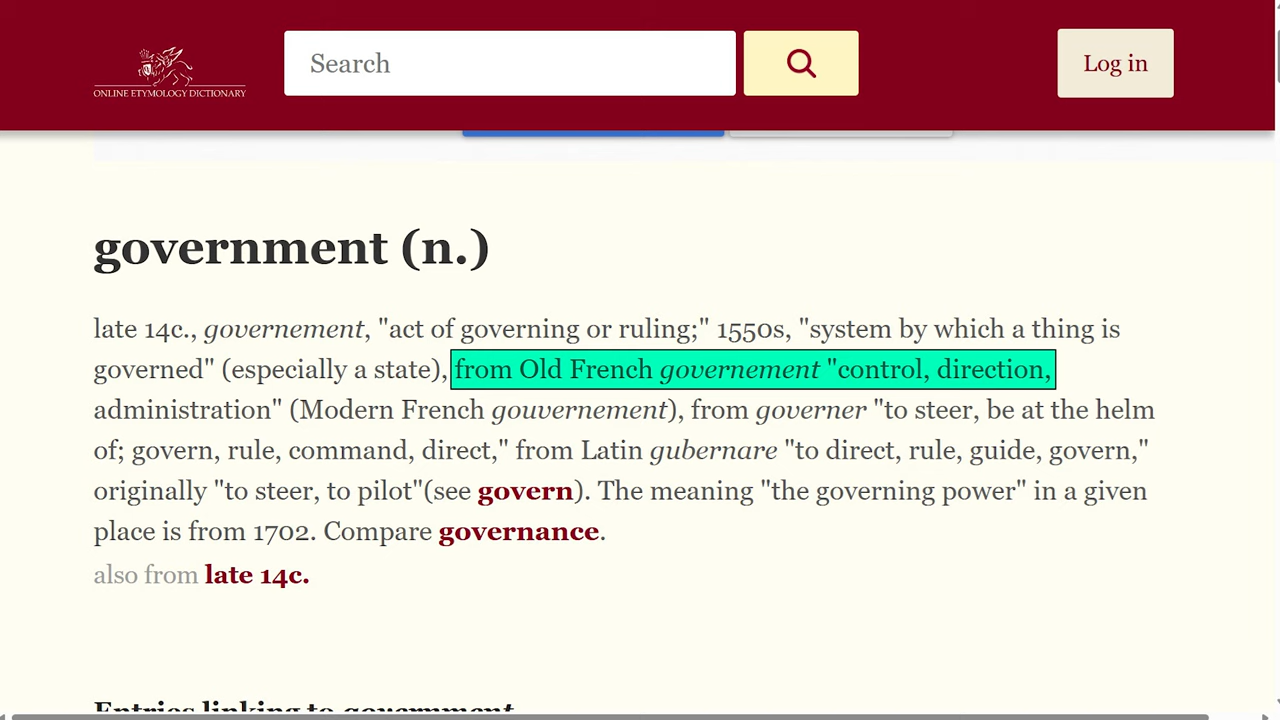 ONLINE ETYMOLOGY DICTIONARY
Search
Log in
government (n.)
late 14c., governement, "act of governing or ruling;" 1550s, "system by which a thing is
governed" (especially a state), from Old French governement "control, direction,
administration" (Modern French gouvernement), from governer "to steer, be at the helm
of; govern, rule, command, direct," from Latin gubernare "to direct, rule, guide, govern,"
originally "to steer, to pilot"(see govern). The meaning "the governing power" in a given
place is from 1702. Compare governance.
also from late 14c.
Entries linking to government